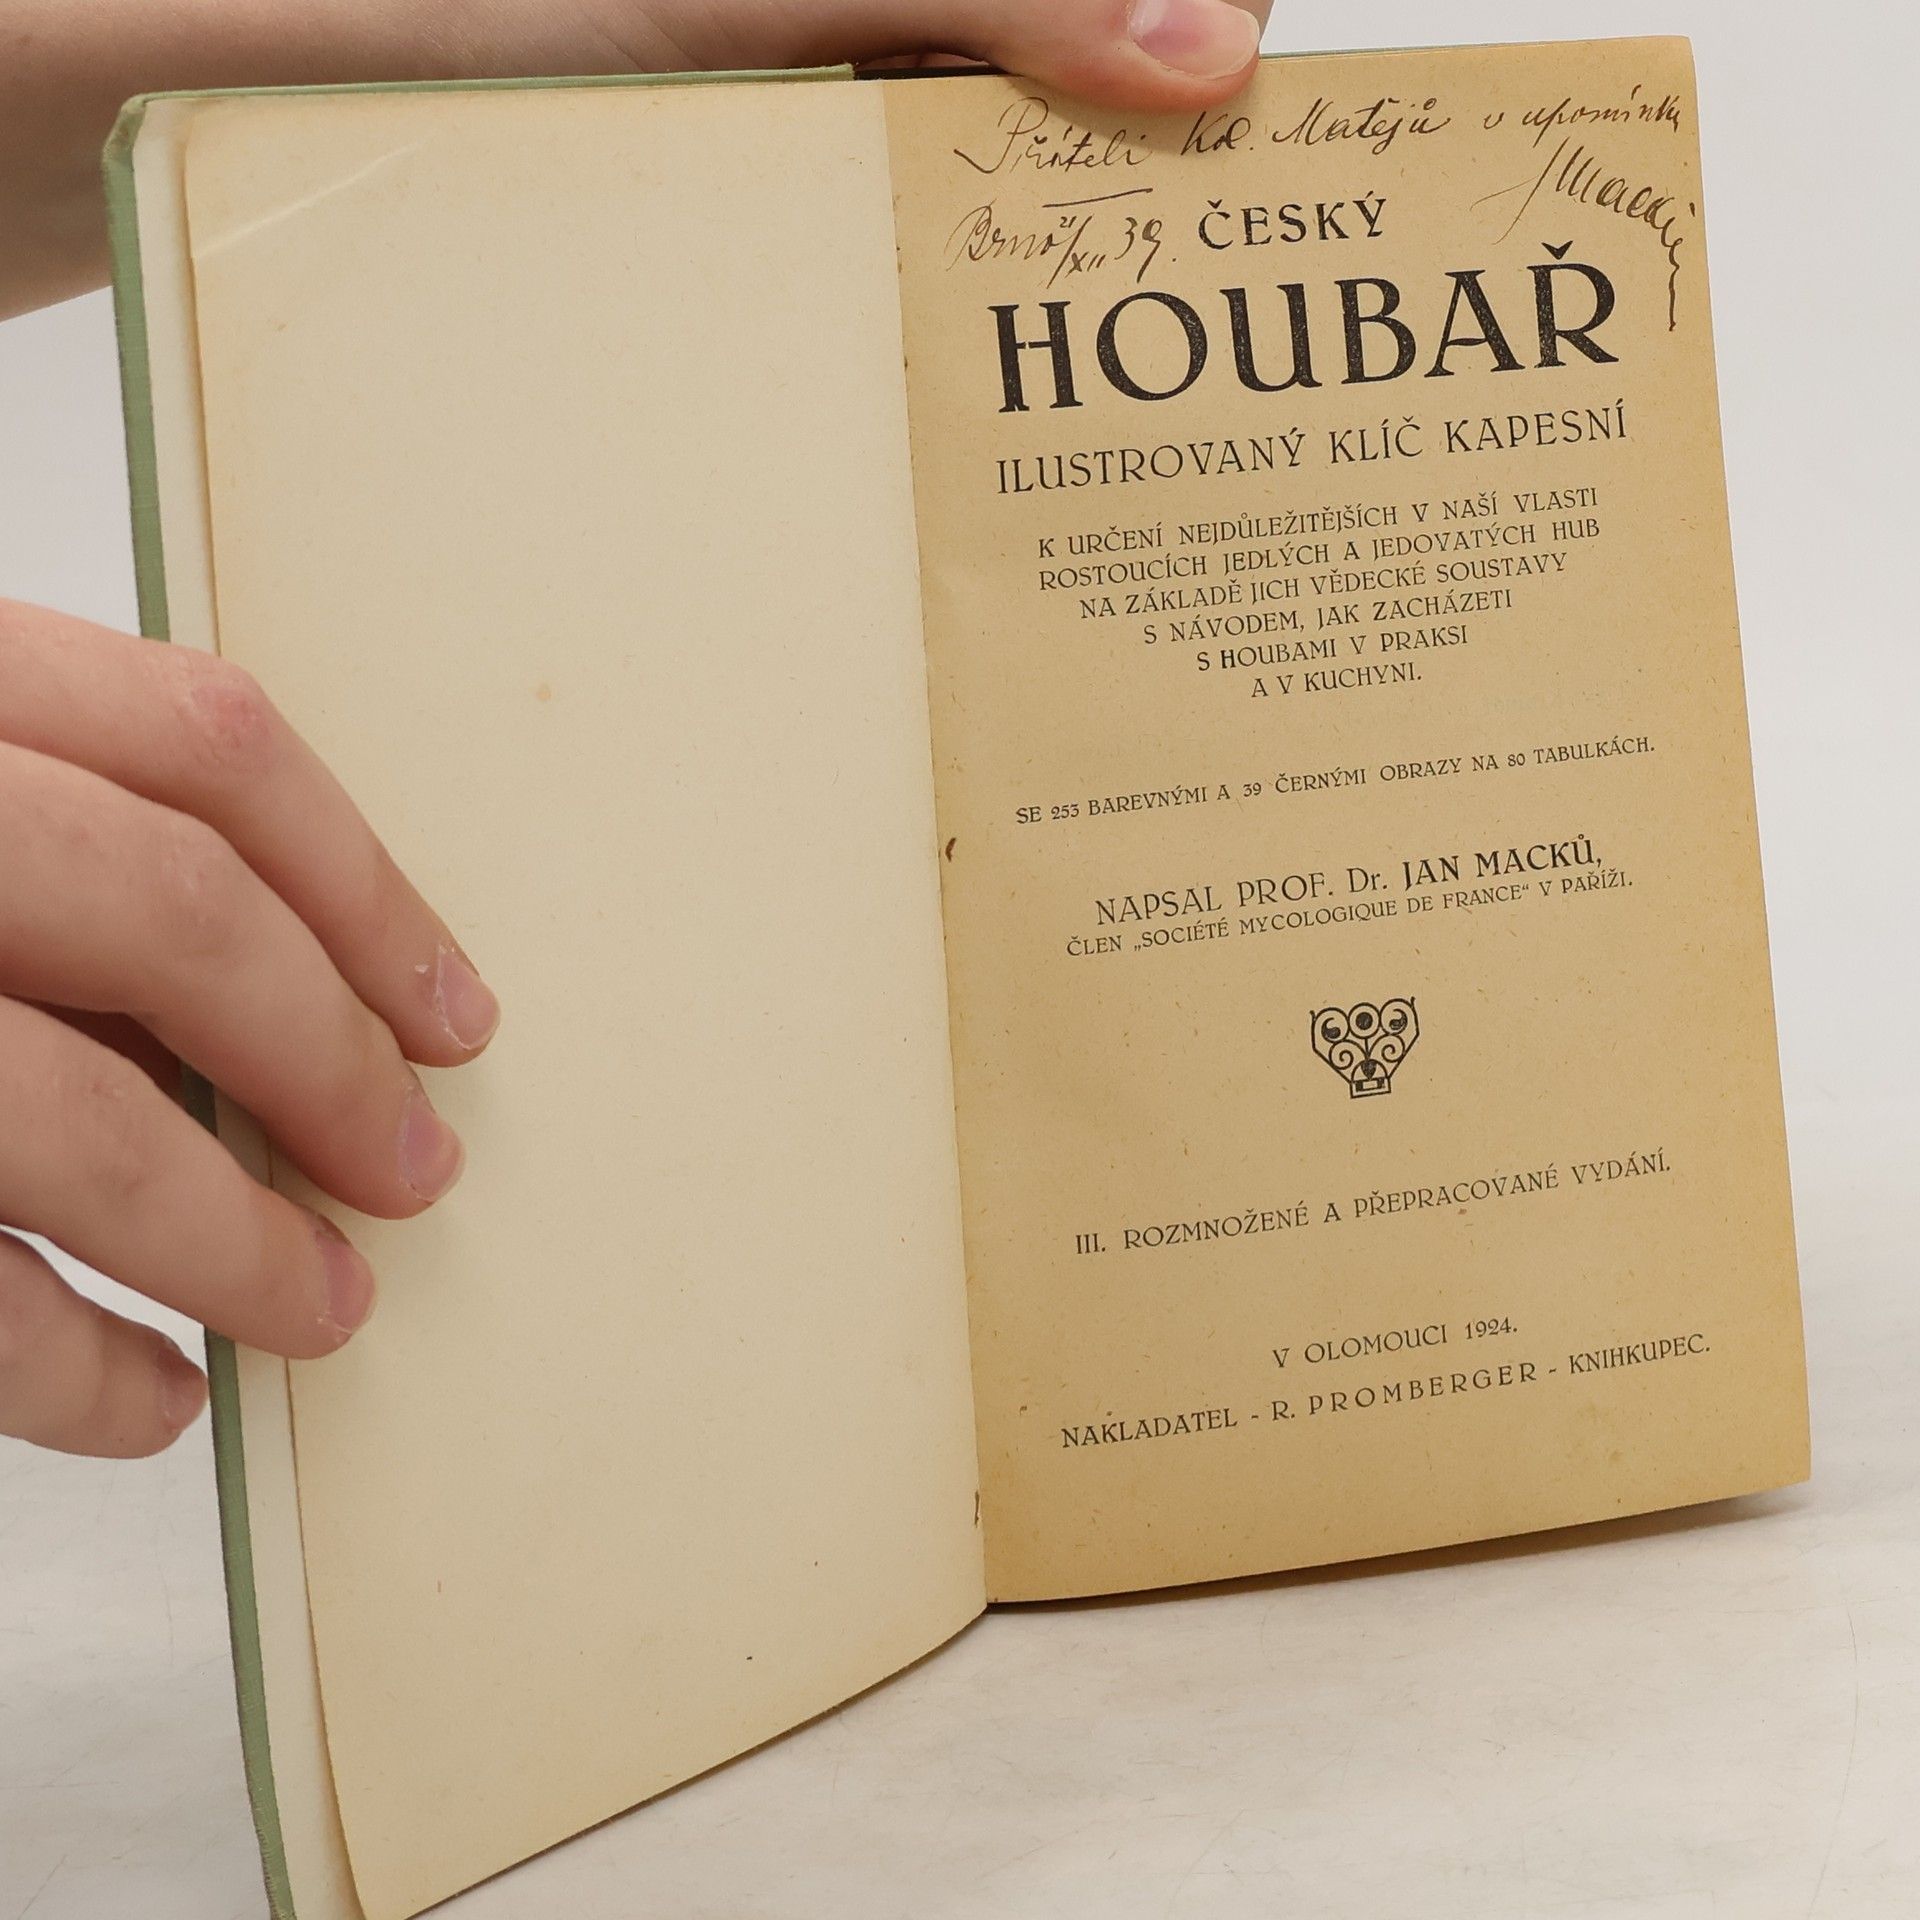 Příteli Kol. Matějů v upomínku
JMacků
Brno 21/XII 39.
ČESKÝ
HOUBAŘ
ILUSTROVANÝ KLÍČ KAPESNÍ
K URČENÍ NEJDŮLEŽITĚJŠÍCH V NAŠÍ VLASTI
ROSTOUCÍCH JEDLÝCH A JEDOVATÝCH HUB
NA ZÁKLADĚ JICH VĚDECKÉ SOUSTAVY
S NÁVODEM, JAK ZACHÁZETI
S HOUBAMI V PRAKSI
A V KUCHYNI.
SE 253 BAREVNÝMI A 39 ČERNÝMI OBRAZY NA 80 TABULKÁCH.
NAPSAL PROF. Dr. JAN MACKŮ,
ČLEN „SOCIÉTÉ MYCOLOGIQUE DE FRANCE“ V PAŘÍŽI.
III. ROZMNOŽENÉ A PŘEPRACOVANÉ VYDÁNÍ.
V OLOMOUCI 1924.
NAKLADATEL - R. PROMBERGER - KNIHKUPEC.